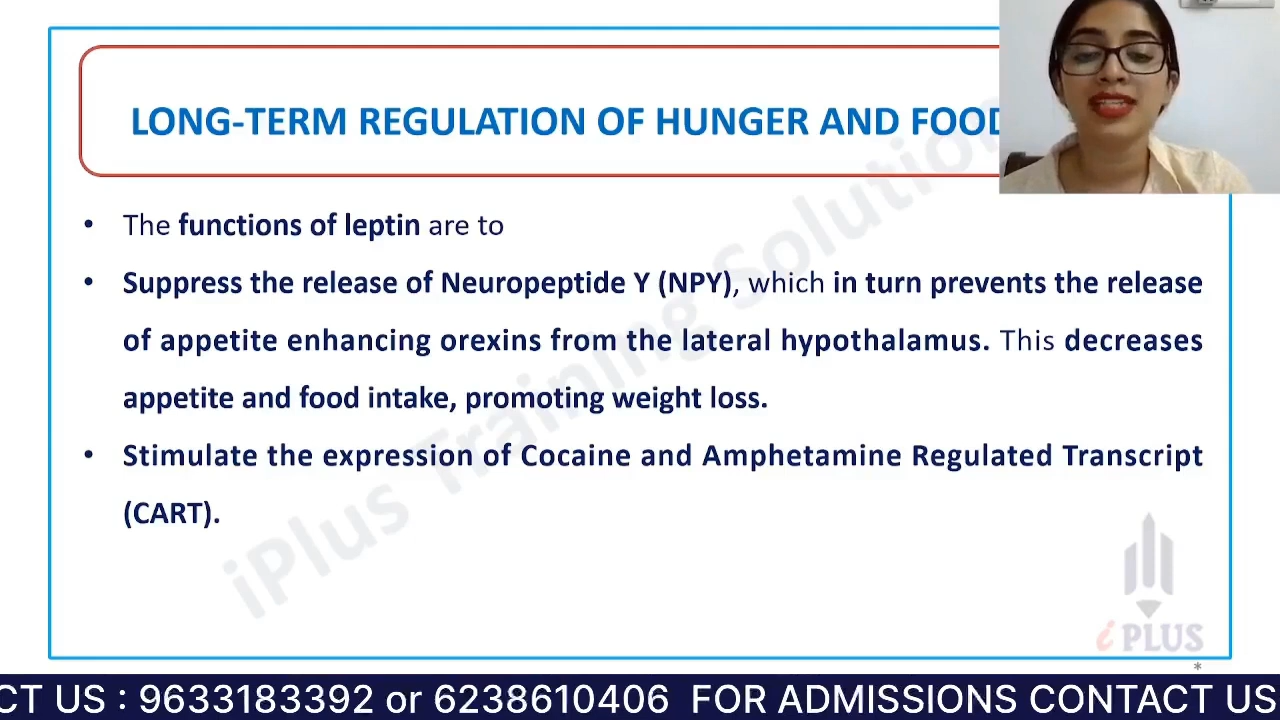 LONG-TERM REGULATION OF HUNGER AND FOOD
• The functions of leptin are to
• Suppress the release of Neuropeptide Y (NPY), which in turn prevents the release
of appetite enhancing orexins from the lateral hypothalamus. This decreases
appetite and food intake, promoting weight loss.
• Stimulate the expression of Cocaine and Amphetamine Regulated Transcript
(CART).
iPlus Training Solution
i PLUS
*
CT US : 9633183392 or 6238610406 FOR ADMISSIONS CONTACT US